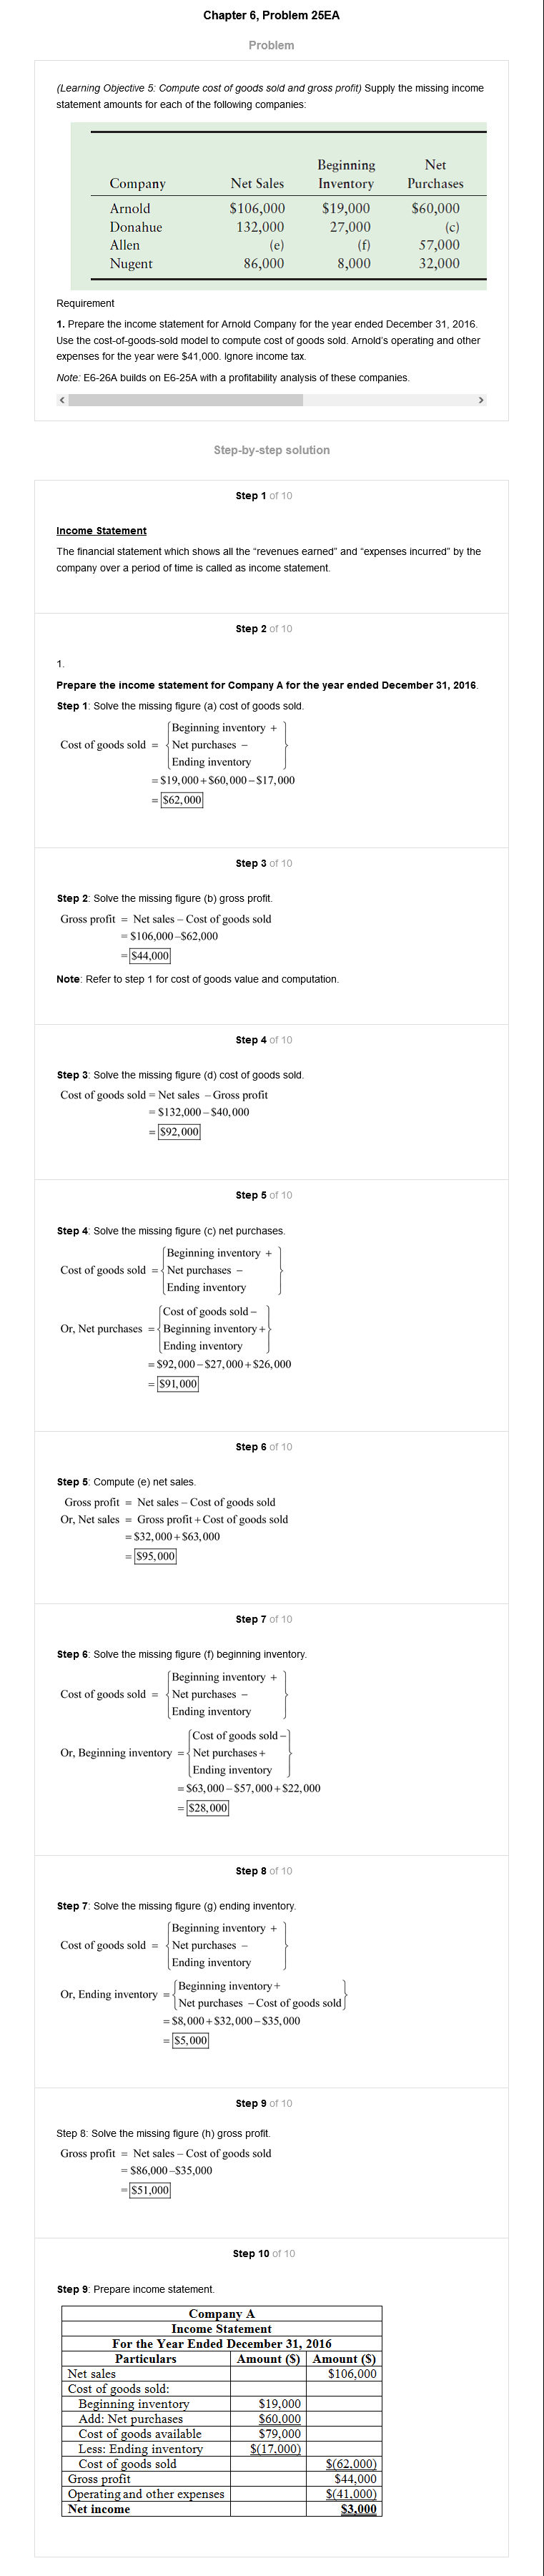 Chapter 6, Problem 25EA
Problem
(Learning Objective 5: Compute cost of goods sold and gross profit) Supply the missing income
statement amounts for each of the following companies:
Beginning Net
Company Net Sales Inventory Purchases
Arnold $106,000 $19,000 $60,000
Donahue 132,000 27,000 (c)
Allen (e) (f) 57,000
Nugent 86,000 8,000 32,000
Requirement
1. Prepare the income statement for Arnold Company for the year ended December 31, 2016.
Use the cost-of-goods-sold model to compute cost of goods sold. Arnold's operating and other
expenses for the year were $41,000. Ignore income tax.
Note: E6-26A builds on E6-25A with a profitability analysis of these companies.
Step-by-step solution
Step 1 of 10
Income Statement
The financial statement which shows all the “revenues earned” and “expenses incurred” by the
company over a period of time is called as income statement.
Step 2 of 10
1.
Prepare the income statement for Company A for the year ended December 31, 2016.
Step 1: Solve the missing figure (a) cost of goods sold.
Beginning inventory +
Cost of goods sold = Net purchases −
Ending inventory
= $19,000 + $60,000 − $17,000
= $62,000
Step 3 of 10
Step 2: Solve the missing figure (b) gross profit.
Gross profit = Net sales − Cost of goods sold
= $106,000 − $62,000
= $44,000
Note: Refer to step 1 for cost of goods value and computation.
Step 4 of 10
Step 3: Solve the missing figure (d) cost of goods sold.
Cost of goods sold = Net sales − Gross profit
= $132,000 − $40,000
= $92,000
Step 5 of 10
Step 4: Solve the missing figure (c) net purchases.
Beginning inventory +
Cost of goods sold = Net purchases −
Ending inventory
Cost of goods sold −
Or, Net purchases = Beginning inventory +
Ending inventory
= $92,000 − $27,000 + $26,000
= $91,000
Step 6 of 10
Step 5: Compute (e) net sales.
Gross profit = Net sales − Cost of goods sold
Or, Net sales = Gross profit + Cost of goods sold
= $32,000 + $63,000
= $95,000
Step 7 of 10
Step 6: Solve the missing figure (f) beginning inventory.
Beginning inventory +
Cost of goods sold = Net purchases −
Ending inventory
Cost of goods sold −
Or, Beginning inventory = Net purchases +
Ending inventory
= $63,000 − $57,000 + $22,000
= $28,000
Step 8 of 10
Step 7: Solve the missing figure (g) ending inventory.
Beginning inventory +
Cost of goods sold = Net purchases −
Ending inventory
Beginning inventory +
Or, Ending inventory =
Net purchases − Cost of goods sold
= $8,000 + $32,000 − $35,000
= $5,000
Step 9 of 10
Step 8: Solve the missing figure (h) gross profit.
Gross profit = Net sales − Cost of goods sold
= $86,000 − $35,000
= $51,000
Step 10 of 10
Step 9: Prepare income statement.
Company A
Income Statement
For the Year Ended December 31, 2016
Particulars Amount ($) Amount ($)
Net sales $106,000
Cost of goods sold:
Beginning inventory $19,000
Add: Net purchases $60,000
Cost of goods available $79,000
Less: Ending inventory $(17,000)
Cost of goods sold $(62,000)
Gross profit $44,000
Operating and other expenses $(41,000)
Net income $3,000